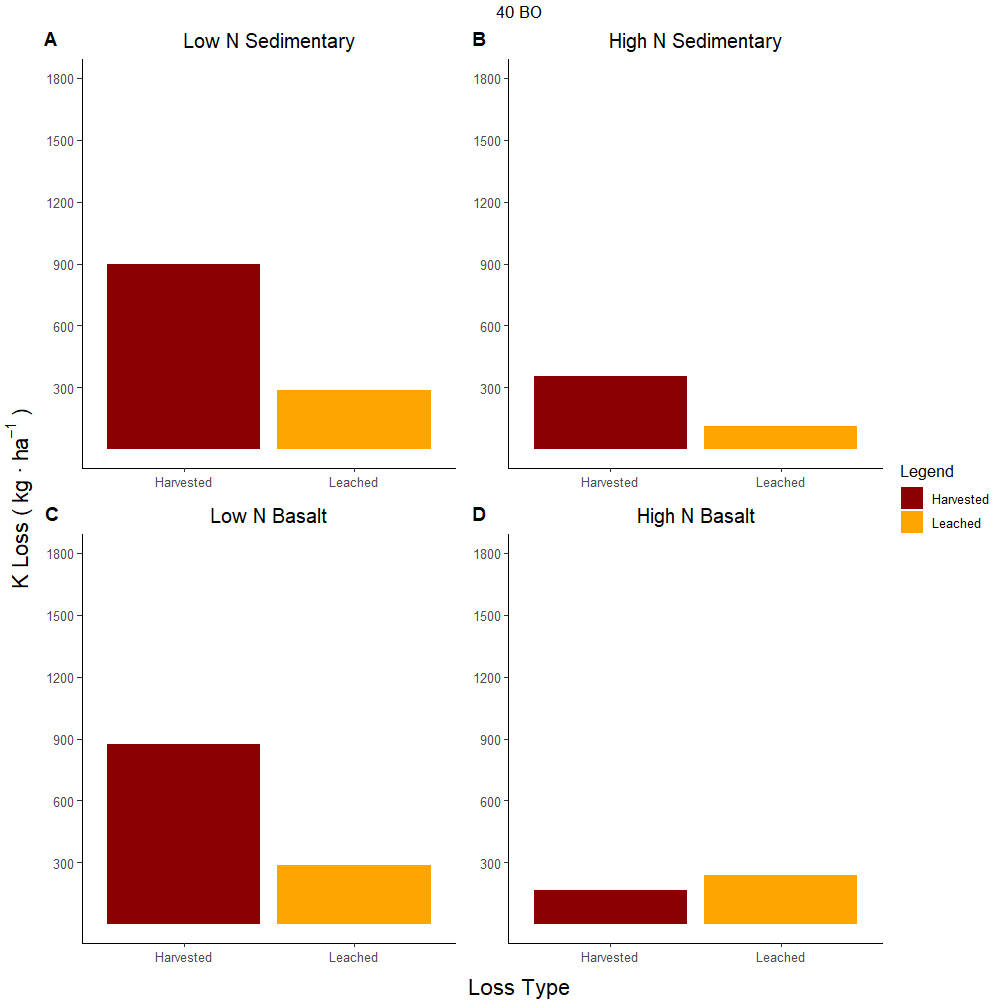 40 BO
A
Low N Sedimentary
B
High N Sedimentary
1800
1500
1200
900
600
300
Harvested
Leached
1800
1500
1200
900
600
300
Harvested
Leached
K Loss ( kg · ha⁻¹ )
Legend
Harvested
Leached
C
Low N Basalt
D
High N Basalt
1800
1500
1200
900
600
300
Harvested
Leached
1800
1500
1200
900
600
300
Harvested
Leached
Loss Type